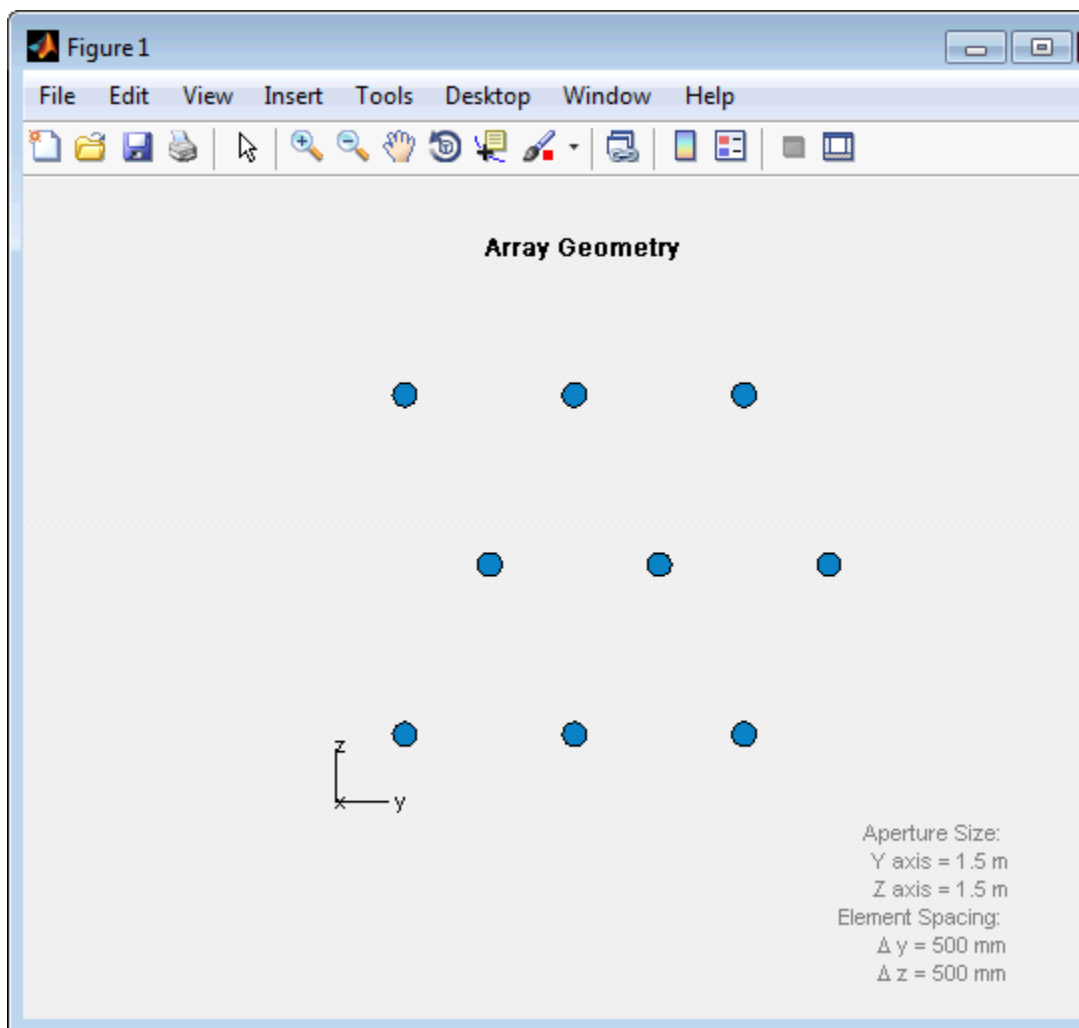 Figure 1
File Edit View Insert Tools Desktop Window Help
Array Geometry
z
x y
Aperture Size:
Y axis = 1.5 m
Z axis = 1.5 m
Element Spacing:
Δ y = 500 mm
Δ z = 500 mm